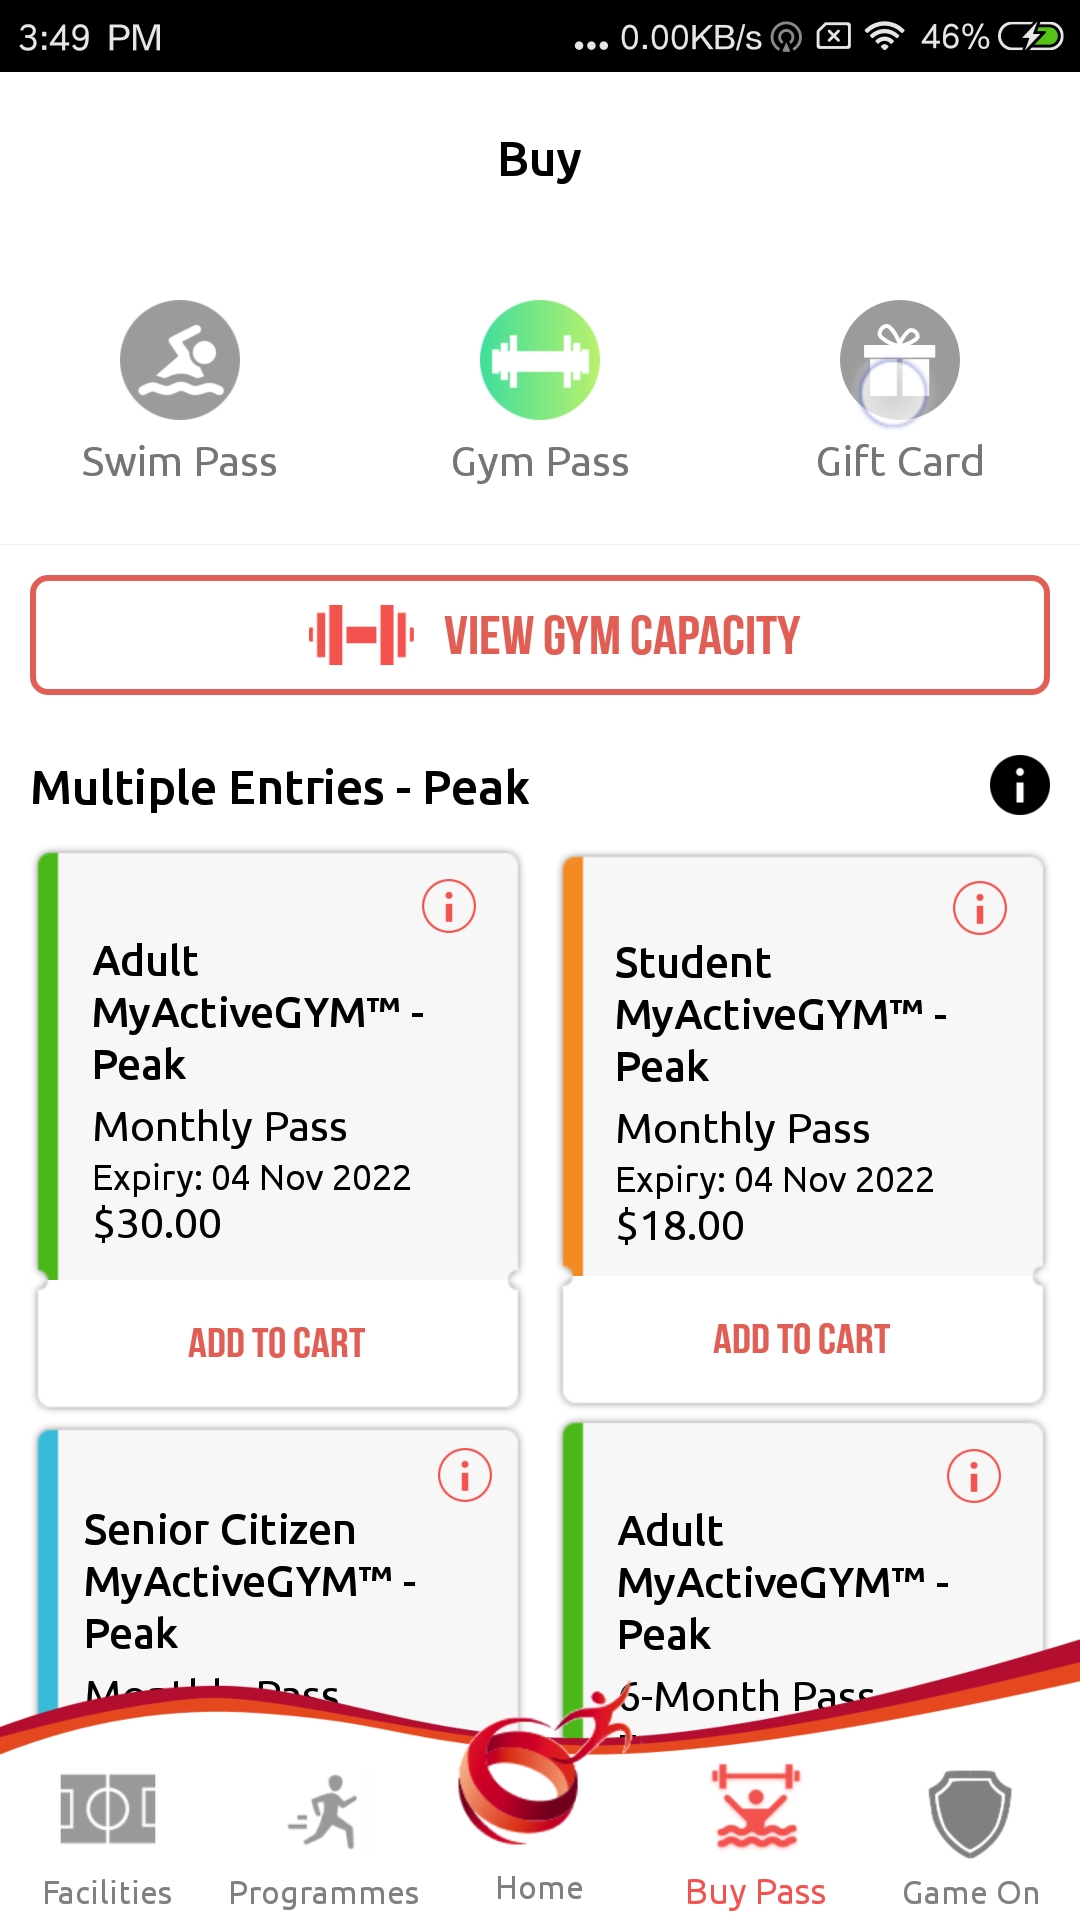 3:49 PM
... 0.00KB/s 46%
Buy
Swim Pass
Gym Pass
Gift Card
VIEW GYM CAPACITY
Multiple Entries - Peak
Adult
MyActiveGYM™ -
Peak
Monthly Pass
Expiry: 04 Nov 2022
$30.00
ADD TO CART
Student
MyActiveGYM™ -
Peak
Monthly Pass
Expiry: 04 Nov 2022
$18.00
ADD TO CART
Senior Citizen
MyActiveGYM™ -
Peak
Monthly Pass
Adult
MyActiveGYM™ -
Peak
6-Month Pass
Facilities
Programmes
Home
Buy Pass
Game On